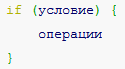 if (условие) {
операции
}